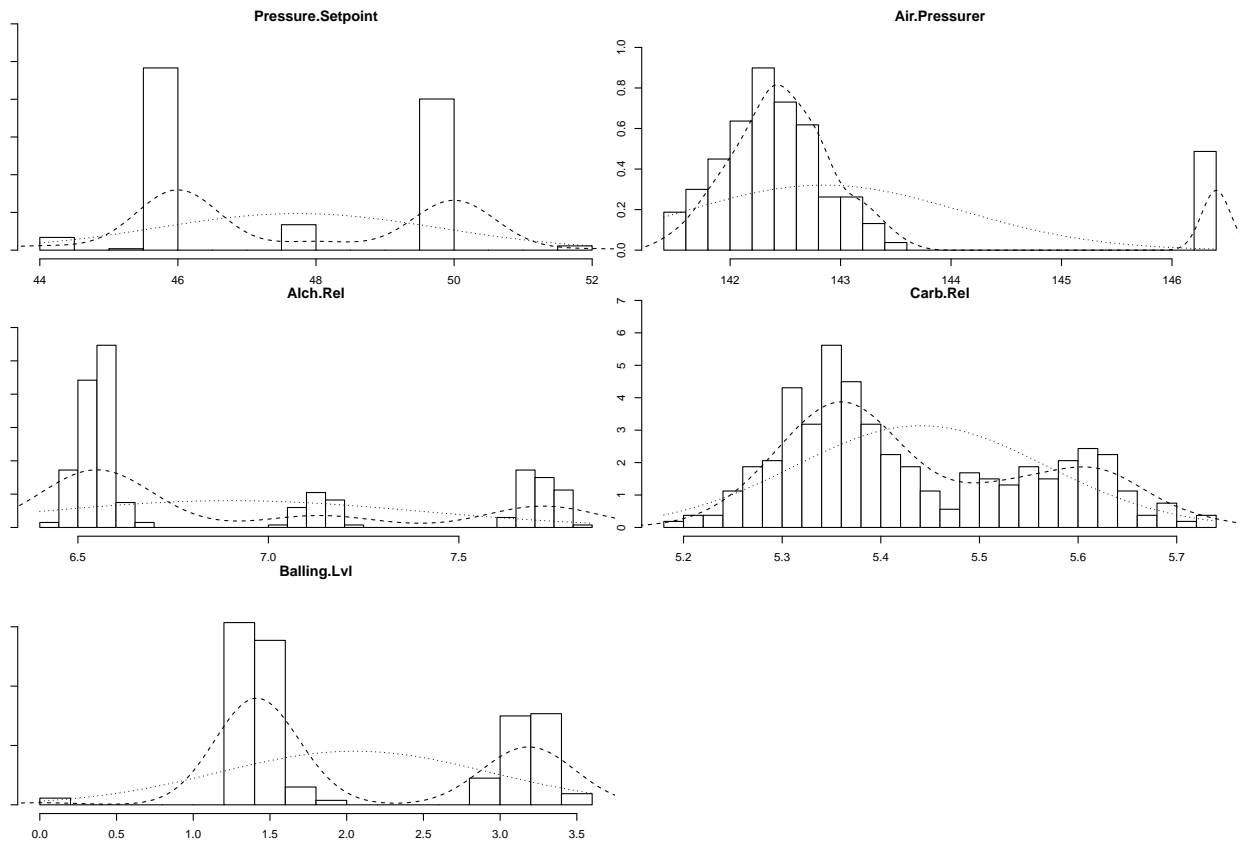 Pressure.Setpoint
44 46 48 50 52
Air.Pressurer
0.0 0.2 0.4 0.6 0.8 1.0
142 143 144 145 146
Alch.Rel
6.5 7.0 7.5
Carb.Rel
0 1 2 3 4 5 6 7
5.2 5.3 5.4 5.5 5.6 5.7
Balling.Lvl
0.0 0.5 1.0 1.5 2.0 2.5 3.0 3.5